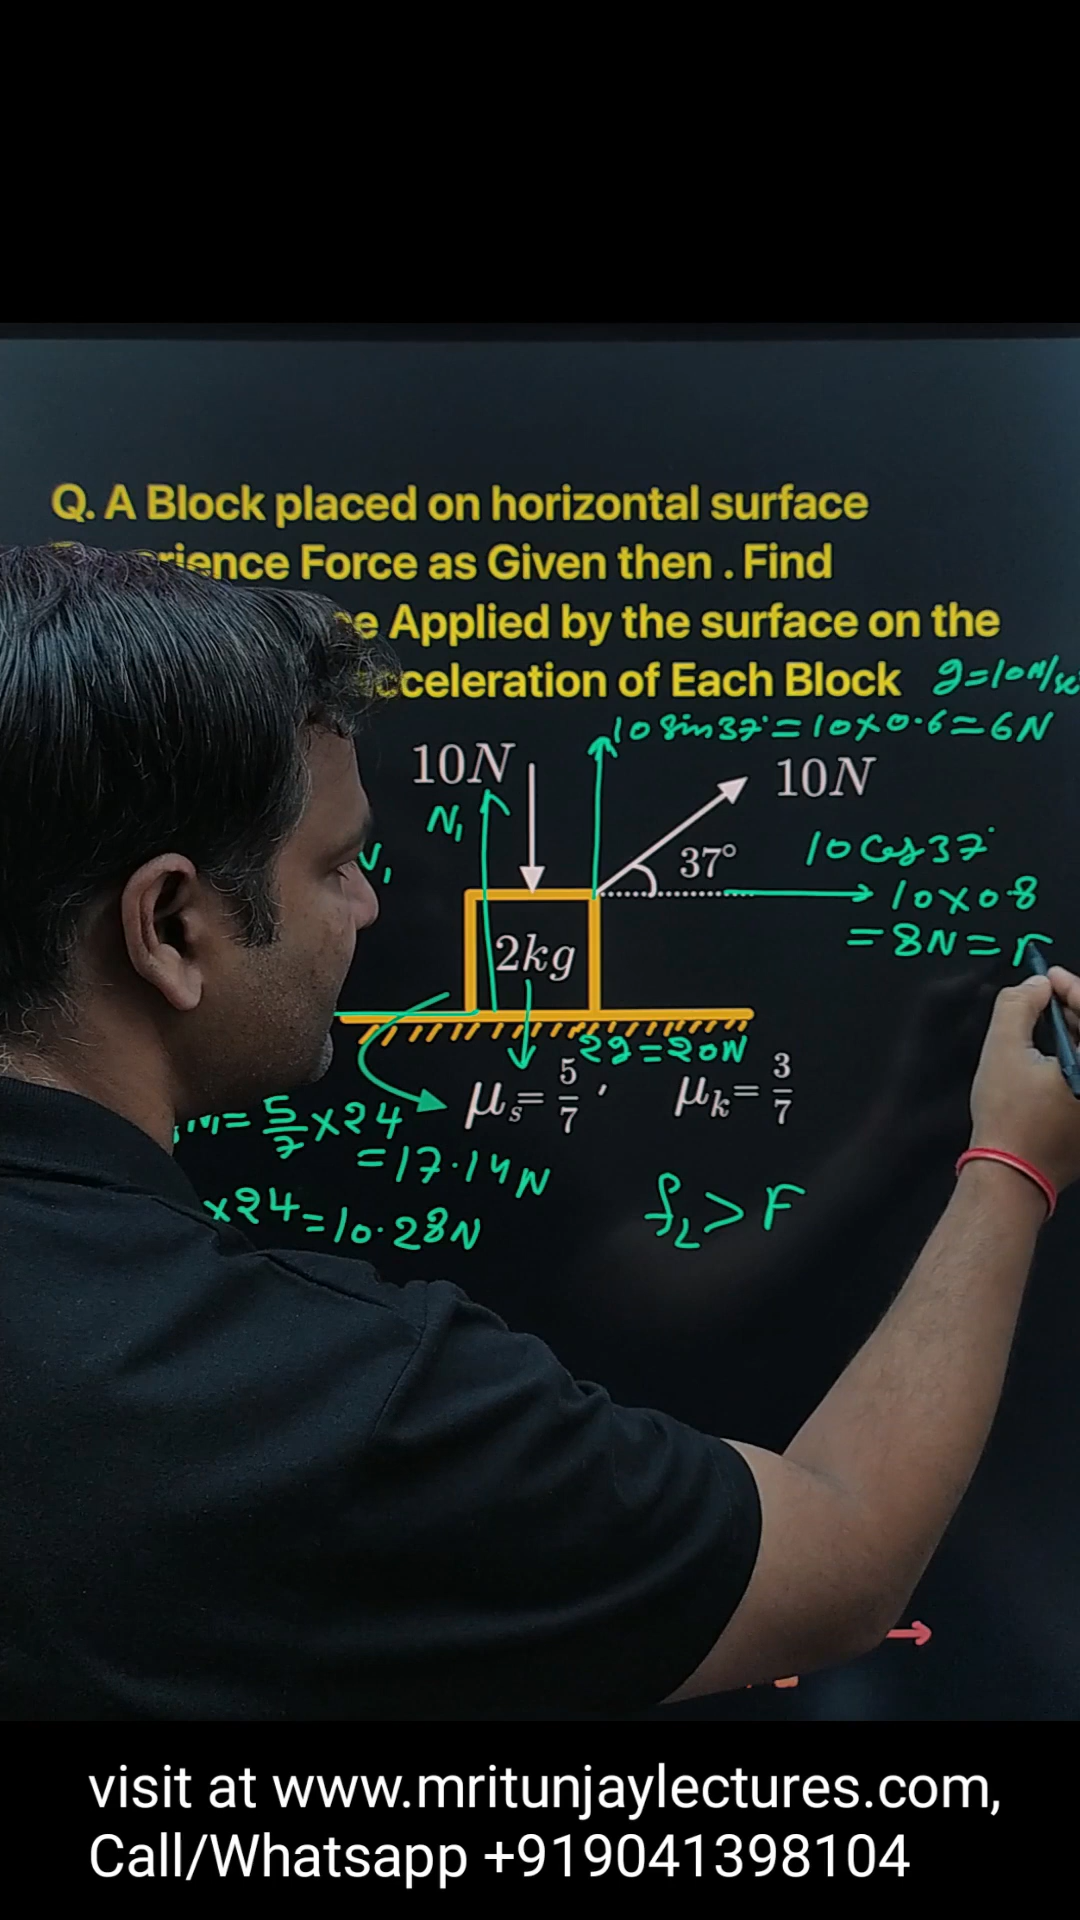 Q. A Block placed on horizontal surface
Force as Given then . Find
Applied by the surface on the
of Each Block g=10m/
10 sin37°=10×0.6=6N
10N
10N
N₁
37°
10 cos37°
10×0.8
=8N=
2kg
2g=20N
μs= 5/7 , μk= 3/7
= 5/7 ×24
=17.14N
×24=10.28N
fL>F
visit at www.mritunjaylectures.com,
Call/Whatsapp +919041398104